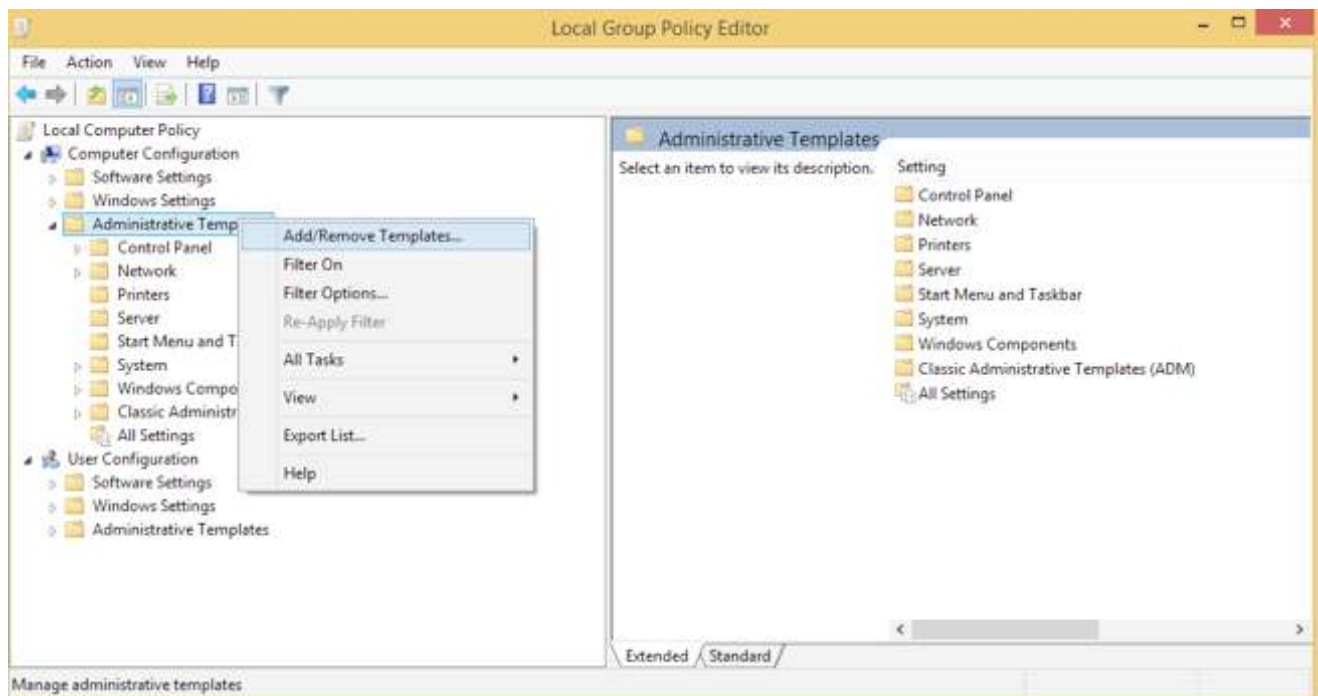 Local Group Policy Editor
File Action View Help
Local Computer Policy
Computer Configuration
Software Settings
Windows Settings
Administrative Temp
Control Panel
Network
Printers
Server
Start Menu and T
System
Windows Compo
Classic Administr
All Settings
User Configuration
Software Settings
Windows Settings
Administrative Templates
Add/Remove Templates...
Filter On
Filter Options...
Re-Apply Filter
All Tasks
View
Export List...
Help
Administrative Templates
Select an item to view its description.
Setting
Control Panel
Network
Printers
Server
Start Menu and Taskbar
System
Windows Components
Classic Administrative Templates (ADM)
All Settings
Extended Standard
Manage administrative templates